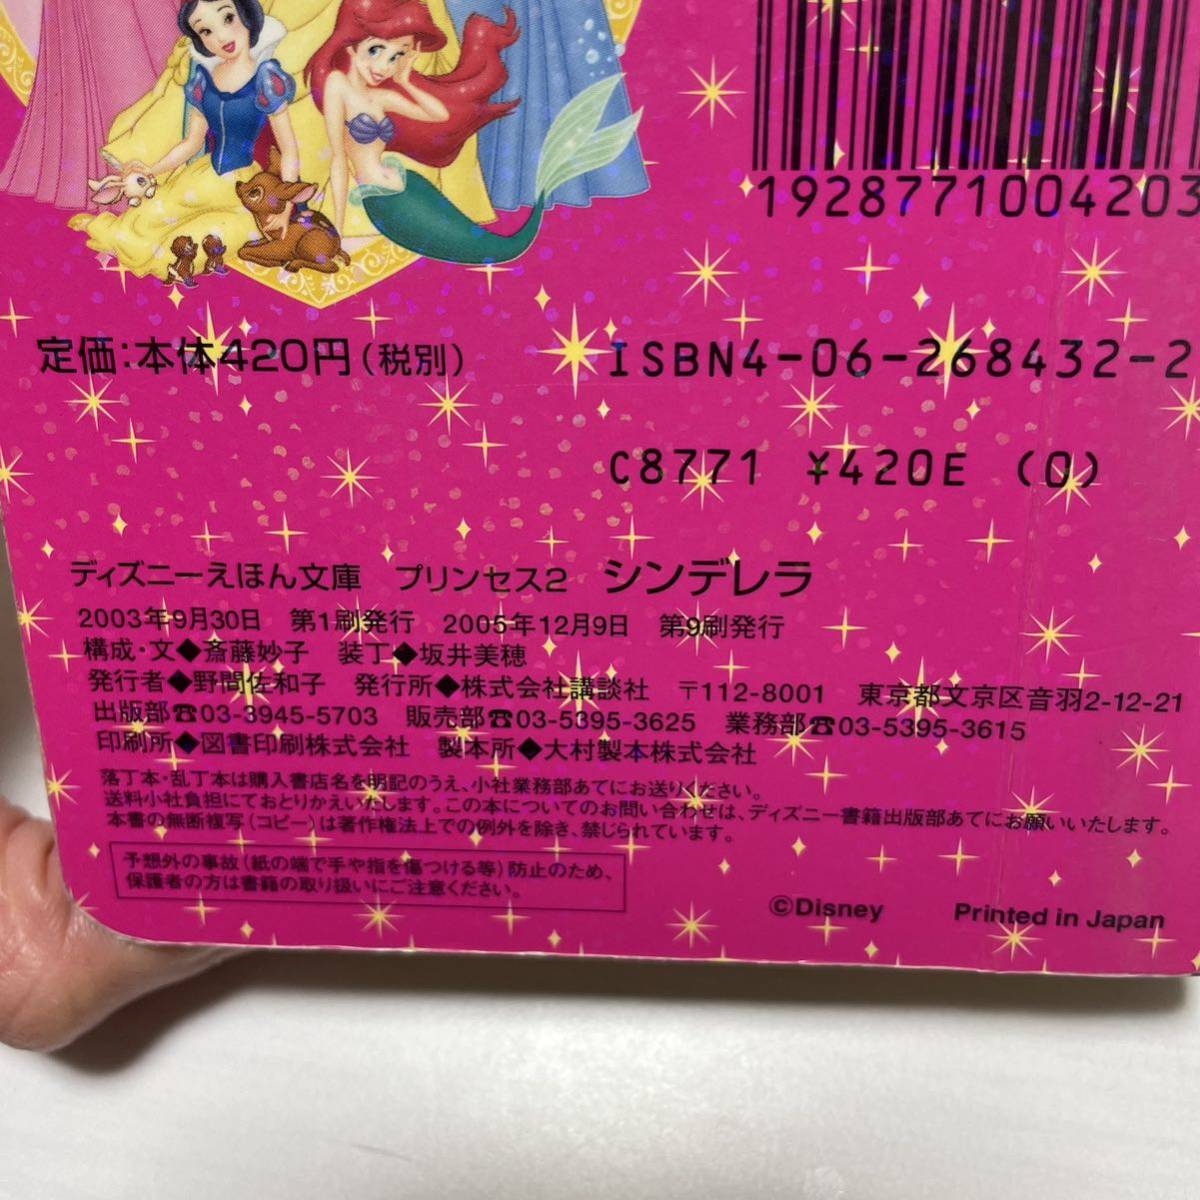 1928771004203
定価:本体420円(税別)
ISBN4-06-268432-2
C8771 ¥420E (0)
ディズニーえほん文庫 プリンセス2 シンデレラ
2003年9月30日 第1刷発行 2005年12月9日 第9刷発行
構成・文◆斎藤妙子 装丁◆坂井美穂
発行者◆野間佐和子 発行所◆株式会社講談社 〒112-8001 東京都文京区音羽2-12-21
出版部☎03-3945-5703 販売部☎03-5395-3625 業務部☎03-5395-3615
印刷所◆図書印刷株式会社 製本所◆大村製本株式会社
落丁本・乱丁本は購入書店名を明記のうえ、小社業務部あてにお送りください。
送料小社負担にておとりかえいたします。この本についてのお問い合わせは、ディズニー書籍出版部あてにお願いいたします。
本書の無断複写(コピー)は著作権法上での例外を除き、禁じられています。
予想外の事故(紙の端で手や指を傷つける等)防止のため、
保護者の方は書籍の取り扱いにご注意ください。
©Disney Printed in Japan